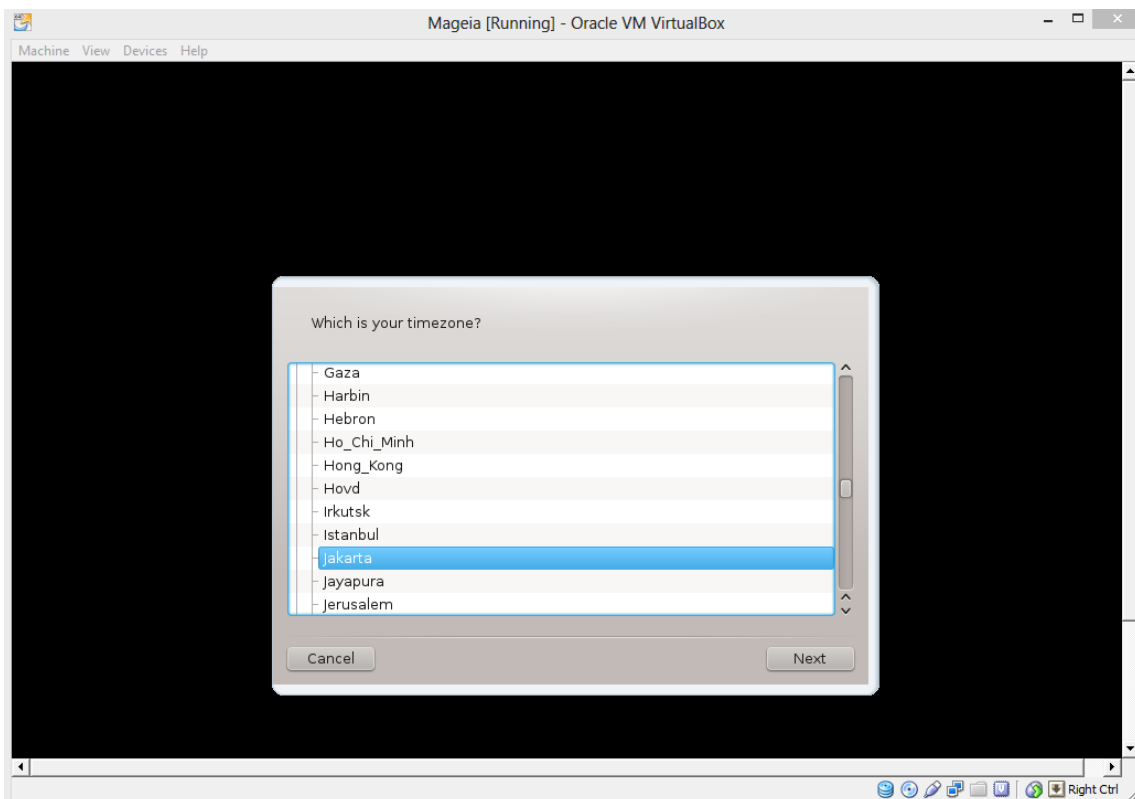 Mageia [Running] - Oracle VM VirtualBox
Machine View Devices Help
Which is your timezone?
Gaza
Harbin
Hebron
Ho_Chi_Minh
Hong_Kong
Hovd
Irkutsk
Istanbul
Jakarta
Jayapura
Jerusalem
Cancel Next
Right Ctrl